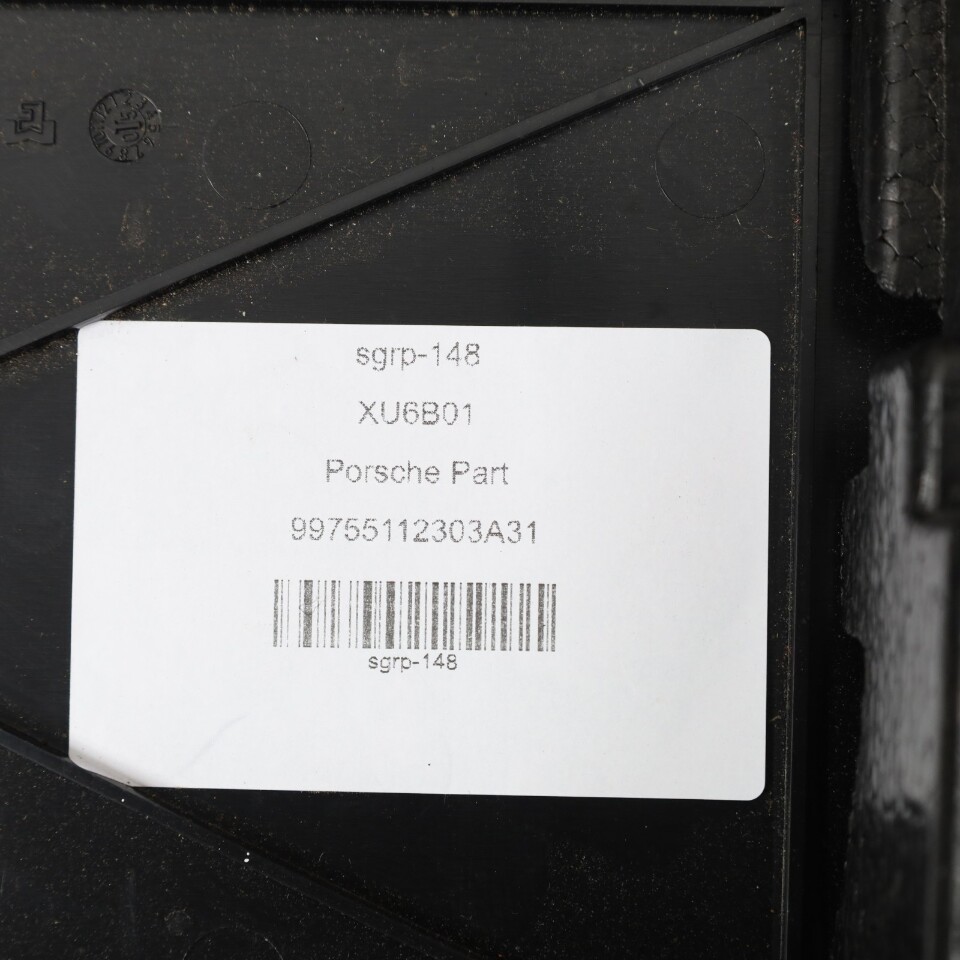 sgrp-148
XU6B01
Porsche Part
99755112303A31
sgrp-148